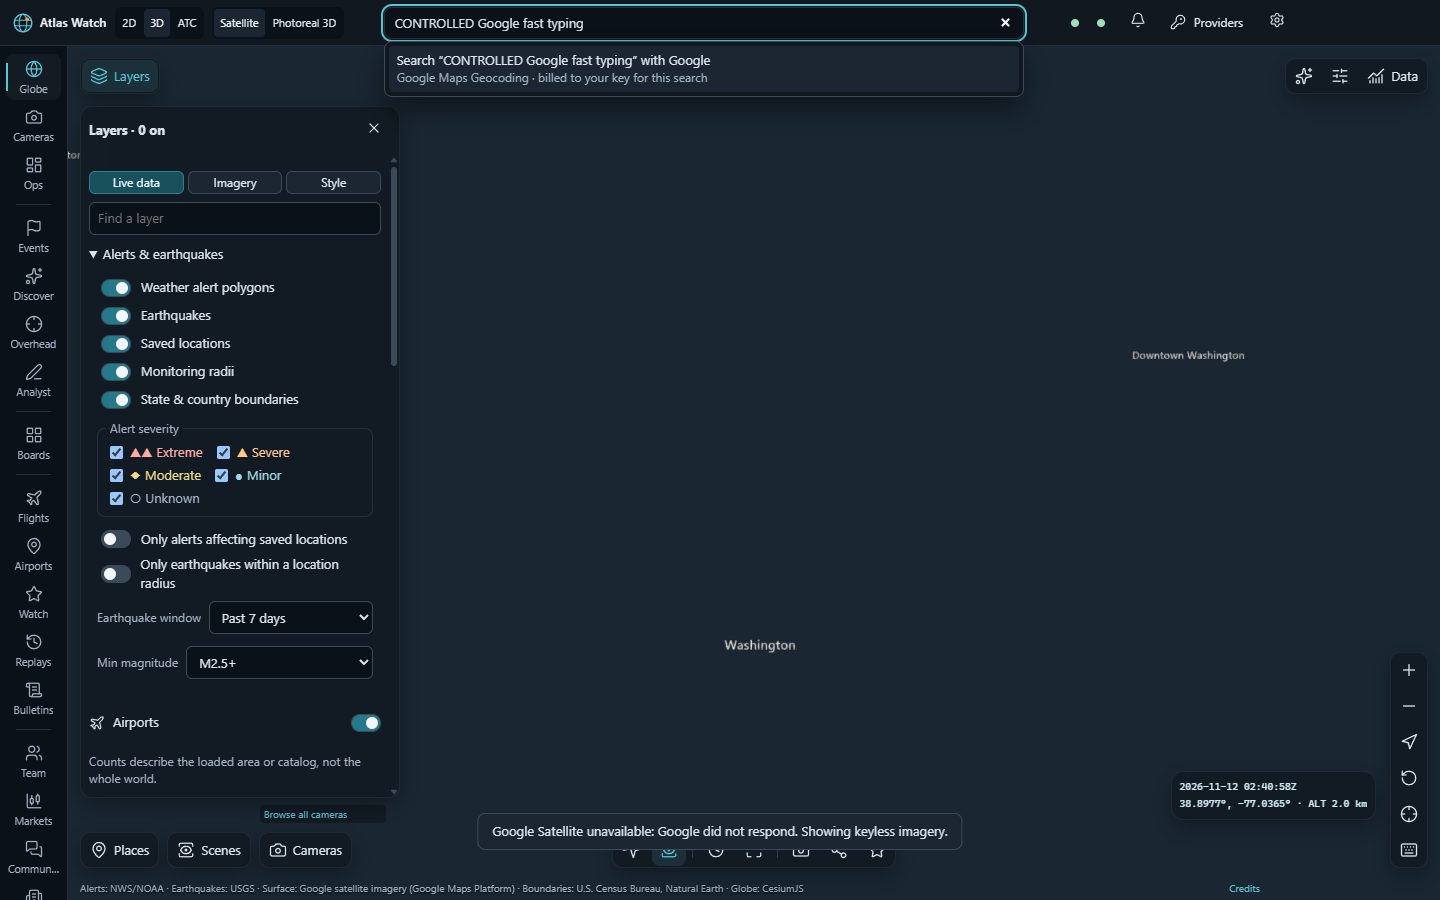 Atlas Watch
2D 3D ATC
Satellite Photoreal 3D
CONTROLLED Google fast typing
Providers
Search “CONTROLLED Google fast typing” with Google
Google Maps Geocoding · billed to your key for this search
Globe
Cameras
Ops
Events
Discover
Overhead
Analyst
Boards
Flights
Airports
Watch
Replays
Bulletins
Team
Markets
Commun...
Layers
Data
Layers · 0 on
Live data Imagery Style
Find a layer
Alerts & earthquakes
Weather alert polygons
Earthquakes
Saved locations
Monitoring radii
State & country boundaries
Alert severity
Extreme Severe
Moderate Minor
Unknown
Only alerts affecting saved locations
Only earthquakes within a location
radius
Earthquake window Past 7 days
Min magnitude M2.5+
Airports
Counts describe the loaded area or catalog, not the
whole world.
Browse all cameras
Places Scenes Cameras
Downtown Washington
Washington
2026-11-12 02:40:58Z
38.8977°, -77.0365° · ALT 2.0 km
Google Satellite unavailable: Google did not respond. Showing keyless imagery.
Alerts: NWS/NOAA · Earthquakes: USGS · Surface: Google satellite imagery (Google Maps Platform) · Boundaries: U.S. Census Bureau, Natural Earth · Globe: CesiumJS
Credits